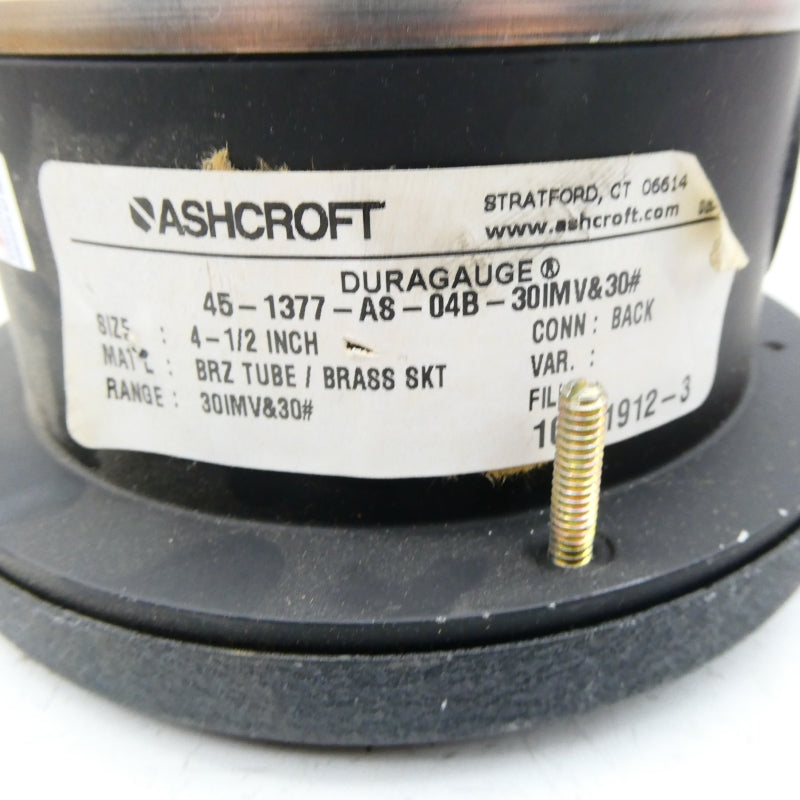 ASHCROFT
STRATFORD, CT 06614
www.ashcroft.com
DURAGAUGE®
45-1377-AS-04B-30IMV&30#
SIZE : 4-1/2 INCH
CONN : BACK
MAT'L : BRZ TUBE / BRASS SKT
VAR. :
RANGE : 30IMV&30#
1912-3